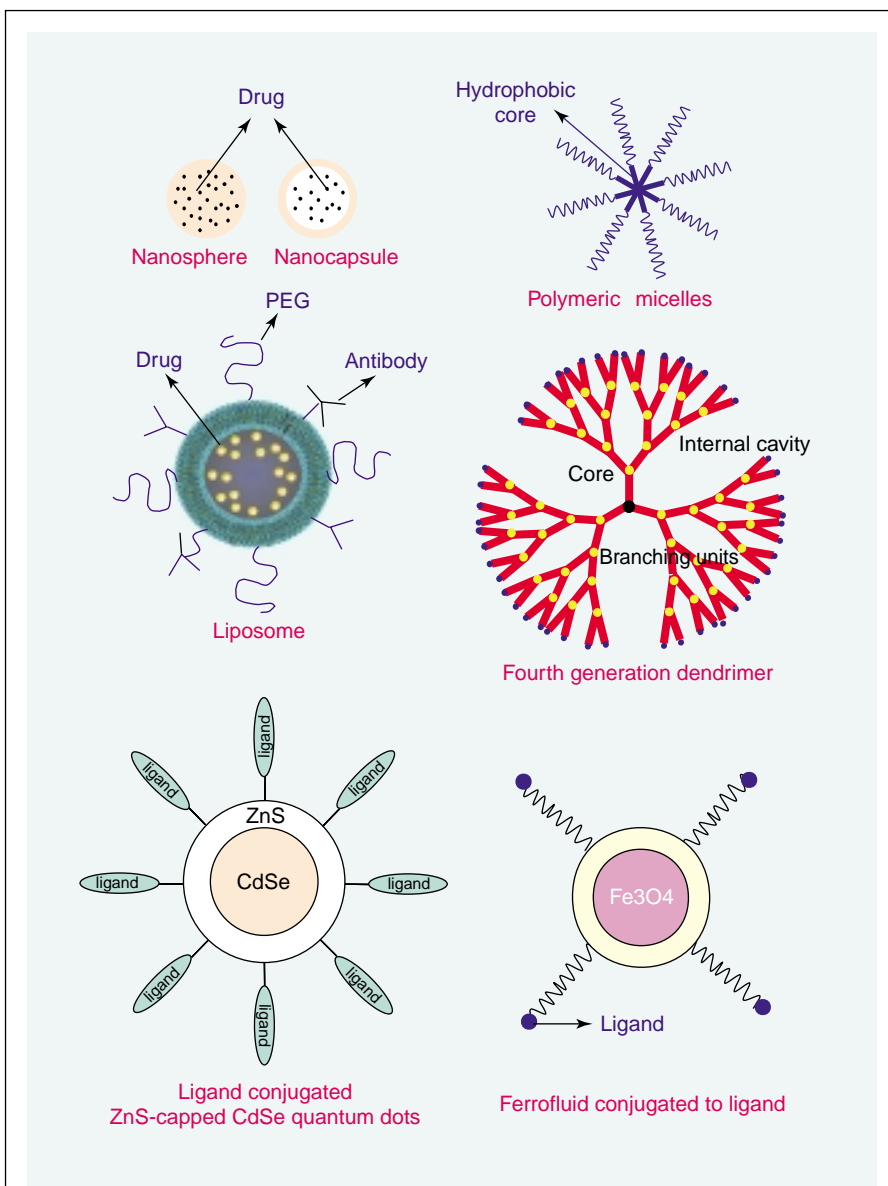 Drug
Nanosphere
Nanocapsule
Hydrophobic
core
Polymeric micelles
PEG
Drug
Antibody
Liposome
Internal cavity
Core
Branching units
Fourth generation dendrimer
ligand
ligand
ligand
ligand
ligand
ligand
ligand
ligand
ZnS
CdSe
Ligand conjugated
ZnS-capped CdSe quantum dots
Fe3O4
Ligand
Ferrofluid conjugated to ligand